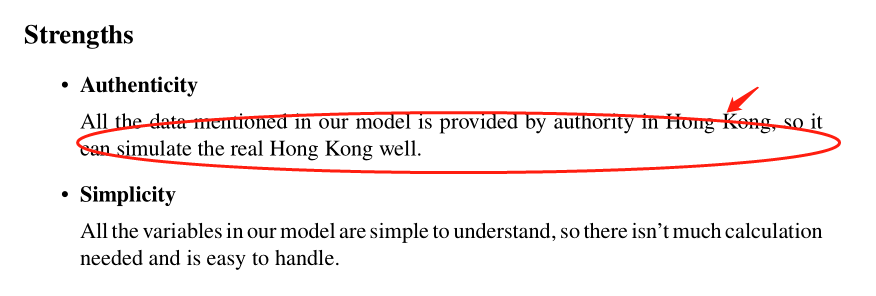 Strengths
• Authenticity
All the data mentioned in our model is provided by authority in Hong Kong, so it
can simulate the real Hong Kong well.
• Simplicity
All the variables in our model are simple to understand, so there isn't much calculation
needed and is easy to handle.